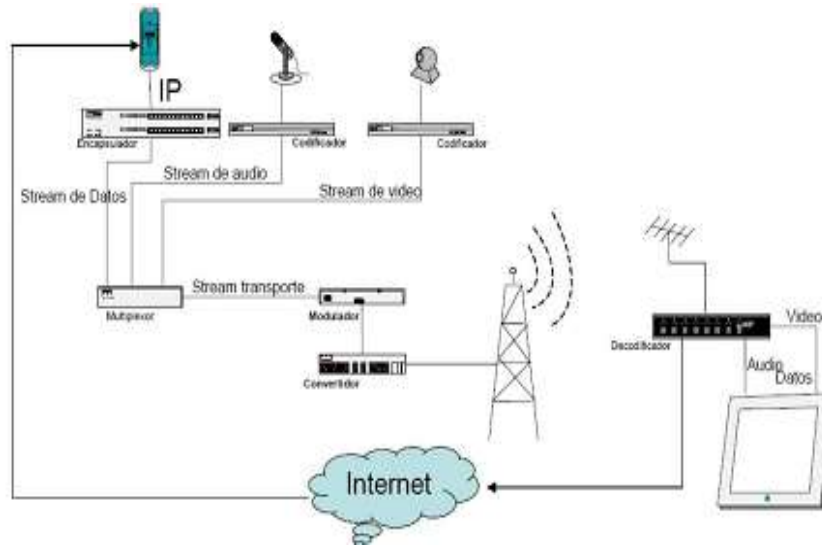 IP
Encapsulador
Codificador
Codificador
Stream de audio
Stream de Datos
Stream de video
Stream transporte
Multiplexor
Modulador
Convertidor
Video
Decodificador
Audio
Datos
Internet